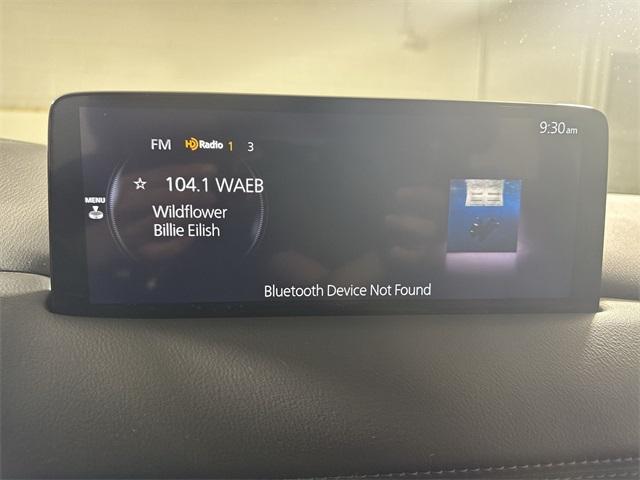 9:30am
FM HD Radio 1 3
☆ 104.1 WAEB
MENU
Wildflower
Billie Eilish
Bluetooth Device Not Found